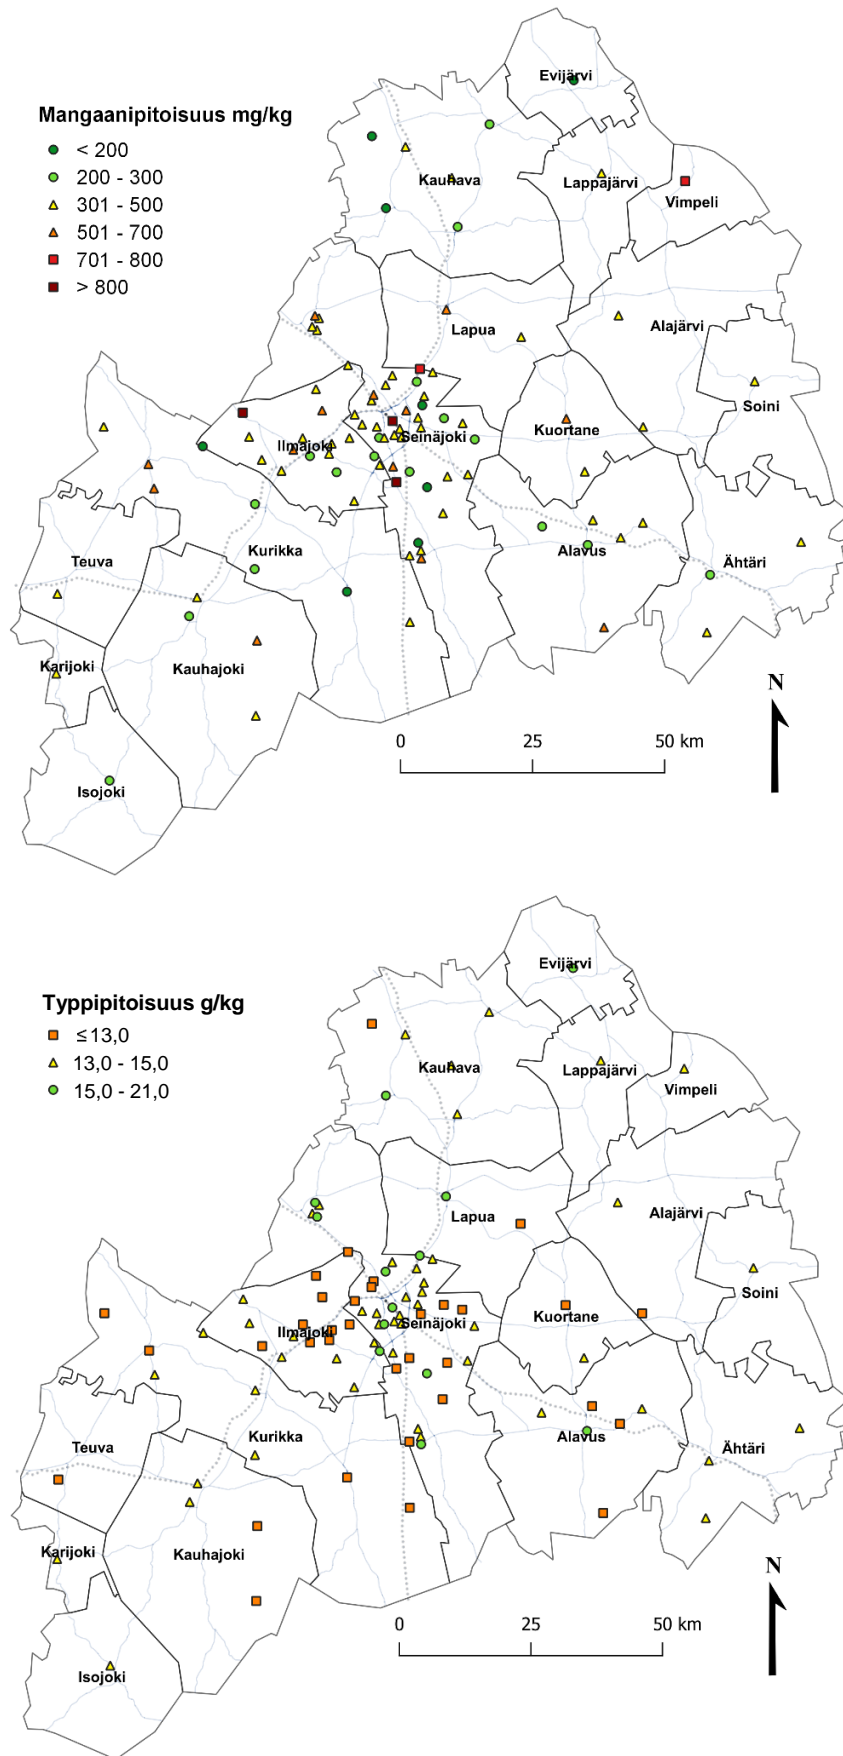 Evijärvi
Mangaanipitoisuus mg/kg
< 200
200 - 300
301 - 500
501 - 700
701 - 800
> 800
Kauhava
Lappajärvi
Vimpeli
Lapua
Alajärvi
Soini
Kuortane
Seinäjoki
Ilmajoki
Kurikka
Teuva
Alavus
Ähtäri
Karijoki
Kauhajoki
Isojoki
N
0 25 50 km
Evijärvi
Typpipitoisuus g/kg
≤ 13,0
13,0 - 15,0
15,0 - 21,0
Kauhava
Lappajärvi
Vimpeli
Lapua
Alajärvi
Soini
Kuortane
Seinäjoki
Ilmajoki
Kurikka
Teuva
Alavus
Ähtäri
Karijoki
Kauhajoki
Isojoki
N
0 25 50 km